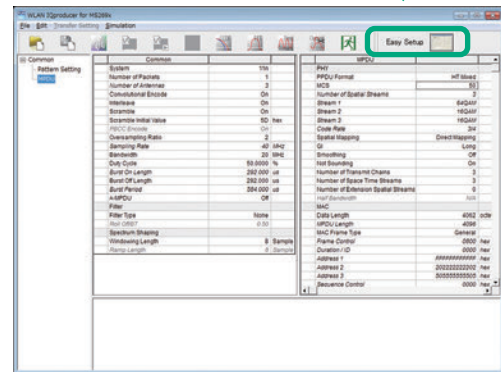 WLAN IQproducer for MS269x
File Edit Transfer Setting Simulation
Easy Setup
Common
Pattern Setting
MPDU
Common
System 11n
Number of Packets 1
Number of Antennas 3
Convolutional Encode On
Interleave On
Scramble On
Scramble Initial Value 5D hex
PBCC Encode On
Oversampling Ratio 2
Sampling Rate 40 MHz
Bandwidth 20 MHz
Duty Cycle 50.0000 %
Burst On Length 292.000 us
Burst Off Length 292.000 us
Burst Period 584.000 us
A-MPDU Off
Filter
Filter Type None
Roll Off/BT 0.50
Spectrum Shaping
Windowing Length 8 Sample
Ramp Length 8 Sample
MPDU
PHY
PPDU Format HT Mixed
MCS 50
Number of Spatial Streams 3
Stream 1 64QAM
Stream 2 16QAM
Stream 3 16QAM
Code Rate 3/4
Spatial Mapping Direct Mapping
GI Long
Smoothing Off
Not Sounding On
Number of Transmit Chains 3
Number of Space Time Streams 3
Number of Extension Spatial Streams 0
Half Bandwidth N/A
MAC
Data Length 4062 octe
MPDU Length 4096
MAC Frame Type General
Frame Control 0800 hex
Duration / ID 0000 hex
Address 1 FFFFFFFFFFFF hex
Address 2 202222222202 hex
Address 3 505555555505 hex
Sequence Control 0000 hex